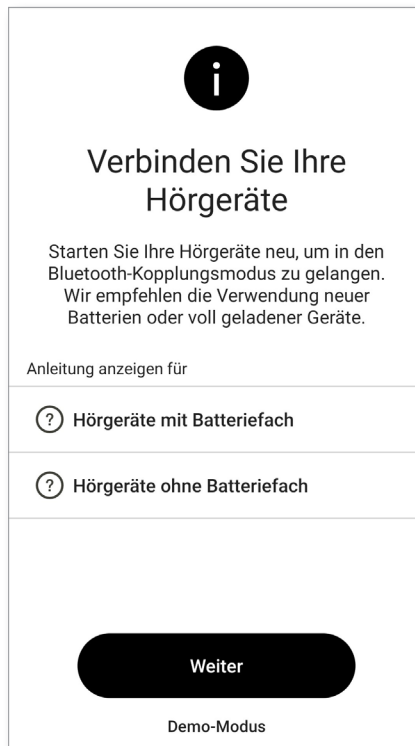 i
Verbinden Sie Ihre
Hörgeräte
Starten Sie Ihre Hörgeräte neu, um in den
Bluetooth-Kopplungsmodus zu gelangen.
Wir empfehlen die Verwendung neuer
Batterien oder voll geladener Geräte.
Anleitung anzeigen für
? Hörgeräte mit Batteriefach
? Hörgeräte ohne Batteriefach
Weiter
Demo-Modus